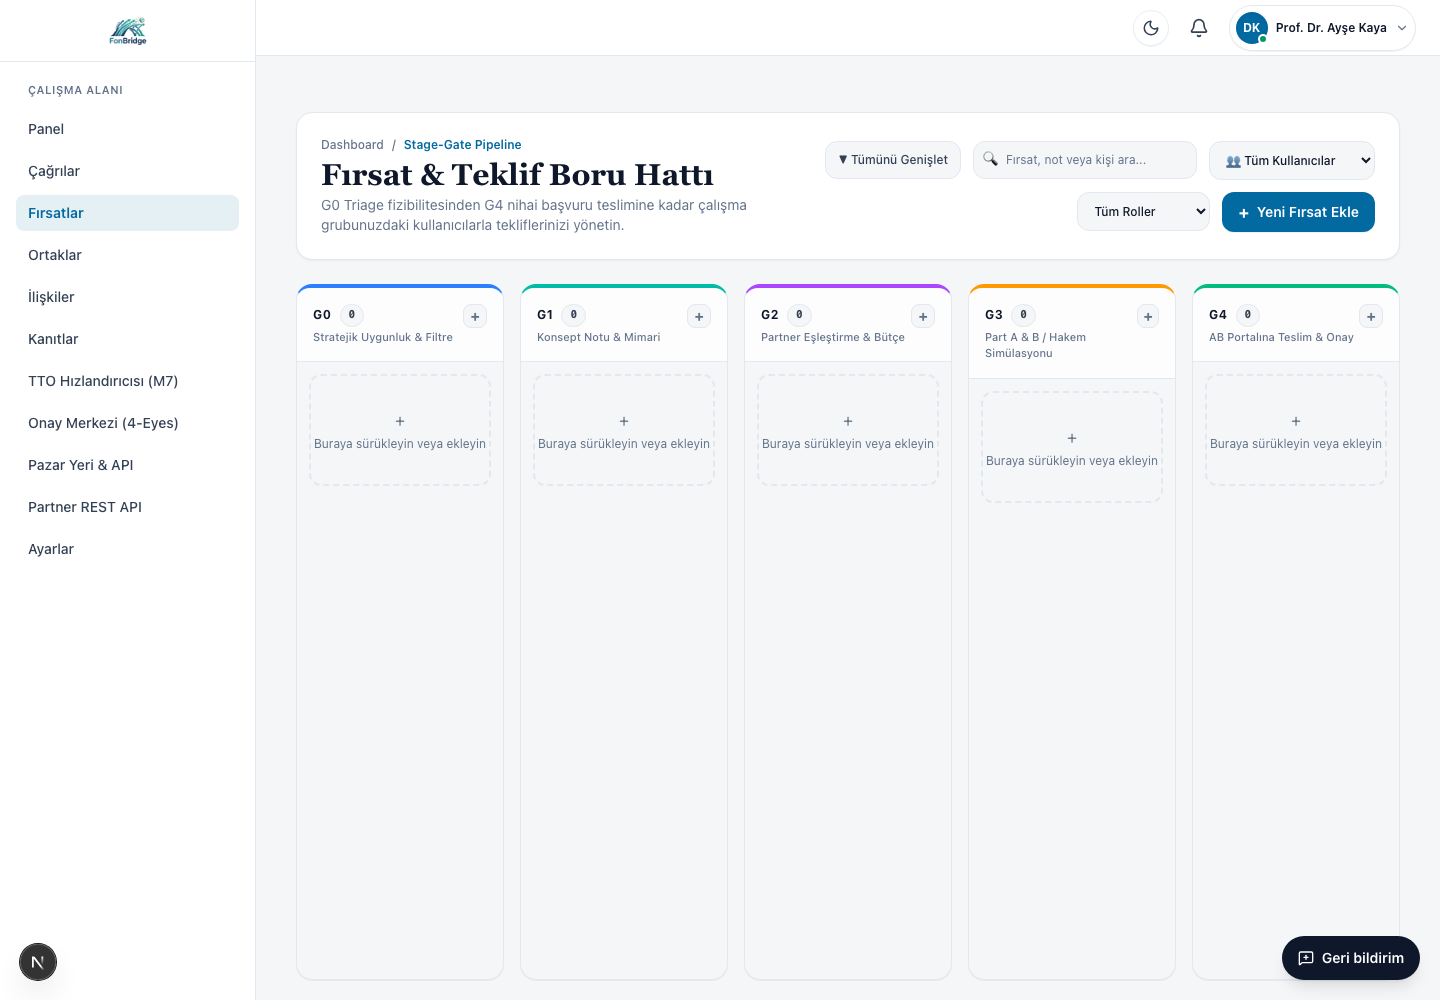 FonBridge
DK
Prof. Dr. Ayşe Kaya
ÇALIŞMA ALANI
Panel
Çağrılar
Fırsatlar
Ortaklar
İlişkiler
Kanıtlar
TTO Hızlandırıcısı (M7)
Onay Merkezi (4-Eyes)
Pazar Yeri & API
Partner REST API
Ayarlar
N
Dashboard / Stage-Gate Pipeline
Fırsat & Teklif Boru Hattı
G0 Triage fizibilitesinden G4 nihai başvuru teslimine kadar çalışma
grubunuzdaki kullanıcılarla tekliflerinizi yönetin.
▼ Tümünü Genişlet
Fırsat, not veya kişi ara...
Tüm Kullanıcılar
Tüm Roller
+ Yeni Fırsat Ekle
G0 0 +
Stratejik Uygunluk & Filtre
+
Buraya sürükleyin veya ekleyin
G1 0 +
Konsept Notu & Mimari
+
Buraya sürükleyin veya ekleyin
G2 0 +
Partner Eşleştirme & Bütçe
+
Buraya sürükleyin veya ekleyin
G3 0 +
Part A & B / Hakem
Simülasyonu
+
Buraya sürükleyin veya ekleyin
G4 0 +
AB Portalına Teslim & Onay
+
Buraya sürükleyin veya ekleyin
Geri bildirim